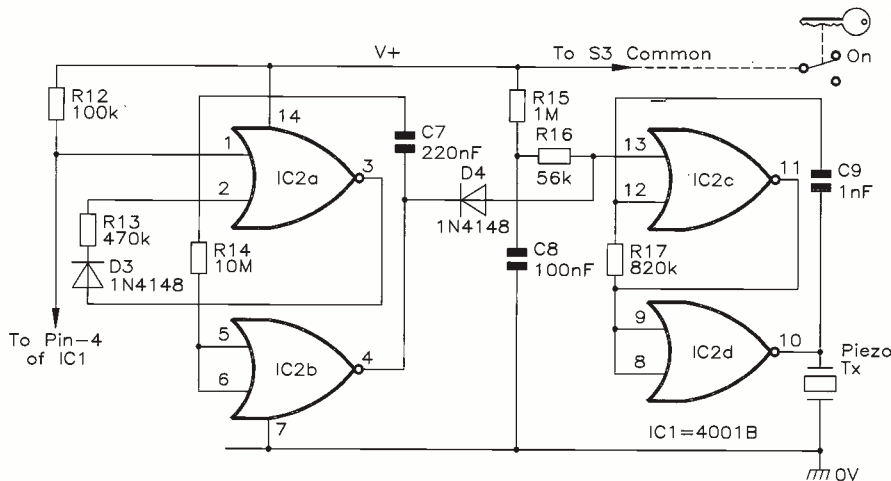 V+
To S3 Common
On
R12
100k
14
1
2
3
IC2a
C7
220nF
R15
1M
R16
56k
13
12
11
IC2c
C9
1nF
D4
1N4148
R13
470k
R14
10M
D3
1N4148
C8
100nF
R17
820k
To Pin-4
of IC1
5
6
4
IC2b
7
9
8
10
IC2d
Piezo
Tx
IC1=4001B
0V